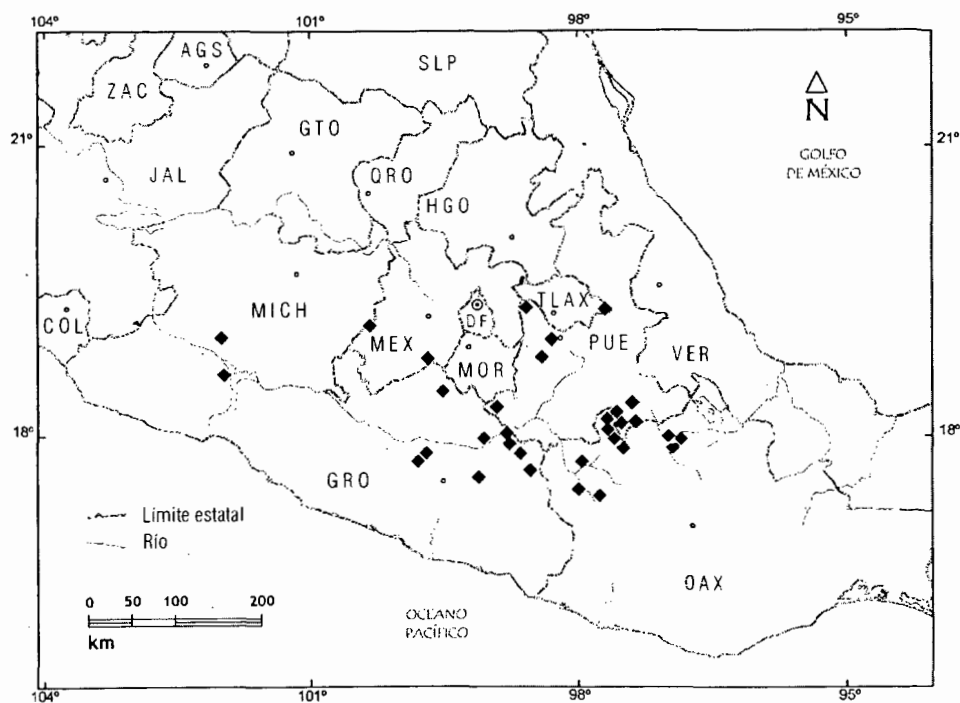 104° 101° 98° 95°
AGS
SLP
ZAC
N
GTO
21° 21°
GOLFO
DE MÉXICO
JAL
QRO
HGO
TLAX
MICH
DF
COL
MEX
PUE
VER
MOR
18° 18°
GRO
Límite estatal
Río
OAX
0 50 100 200
km
OCEANO
PACÍFICO
104° 101° 98° 95°